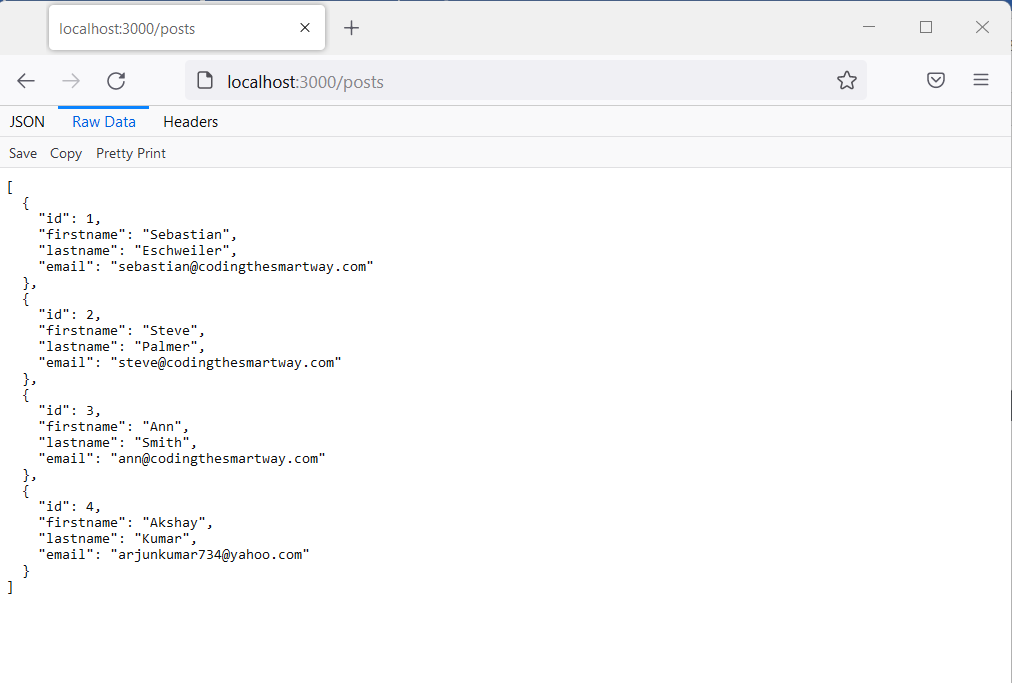 localhost:3000/posts
localhost:3000/posts
JSON Raw Data Headers
Save Copy Pretty Print
[
  {
    "id": 1,
    "firstname": "Sebastian",
    "lastname": "Eschweiler",
    "email": "sebastian@codingthesmartway.com"
  },
  {
    "id": 2,
    "firstname": "Steve",
    "lastname": "Palmer",
    "email": "steve@codingthesmartway.com"
  },
  {
    "id": 3,
    "firstname": "Ann",
    "lastname": "Smith",
    "email": "ann@codingthesmartway.com"
  },
  {
    "id": 4,
    "firstname": "Akshay",
    "lastname": "Kumar",
    "email": "arjunkumar734@yahoo.com"
  }
]